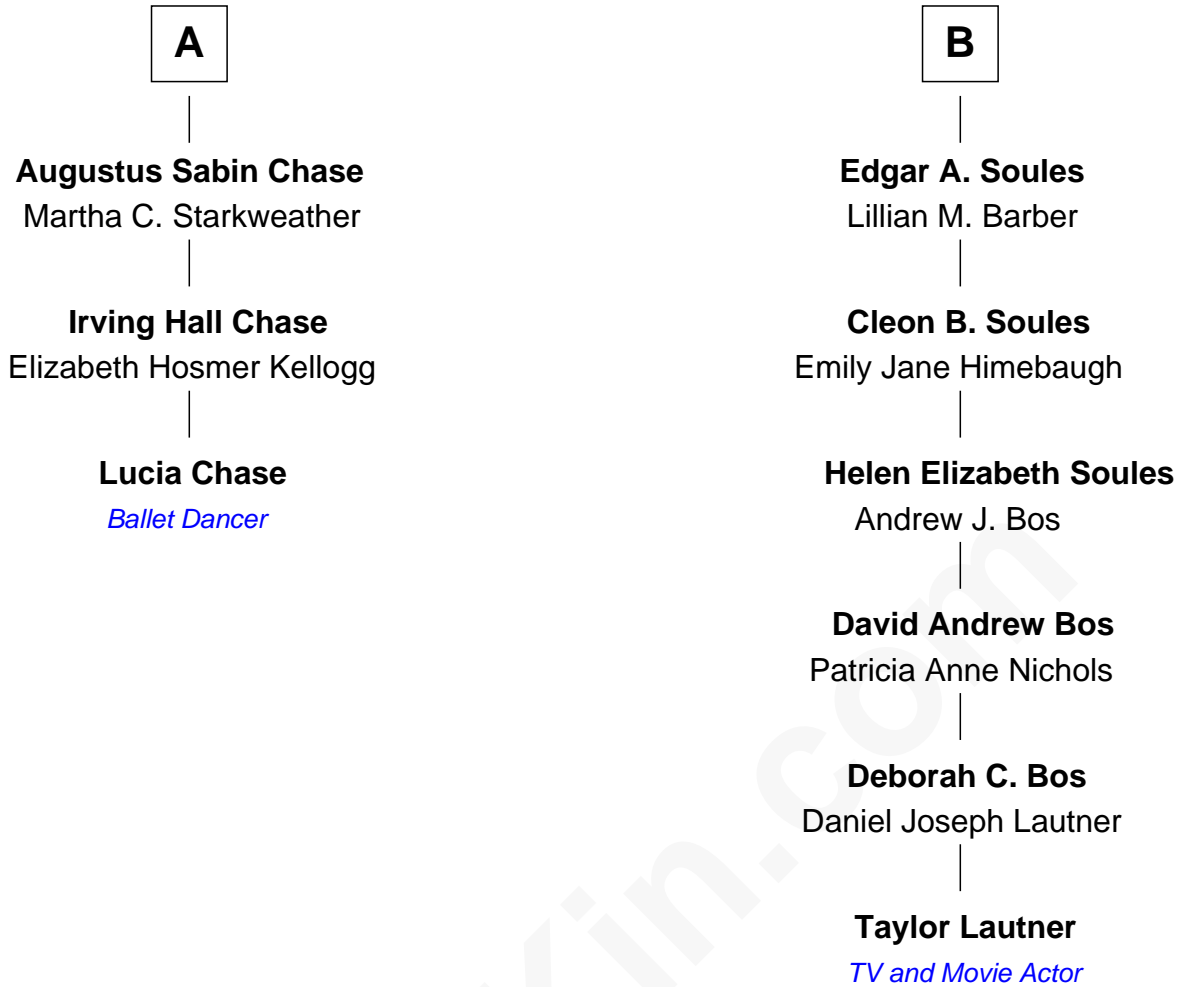 A
Augustus Sabin Chase
Martha C. Starkweather
Irving Hall Chase
Elizabeth Hosmer Kellogg
Lucia Chase
Ballet Dancer
B
Edgar A. Soules
Lillian M. Barber
Cleon B. Soules
Emily Jane Himebaugh
Helen Elizabeth Soules
Andrew J. Bos
David Andrew Bos
Patricia Anne Nichols
Deborah C. Bos
Daniel Joseph Lautner
Taylor Lautner
TV and Movie Actor